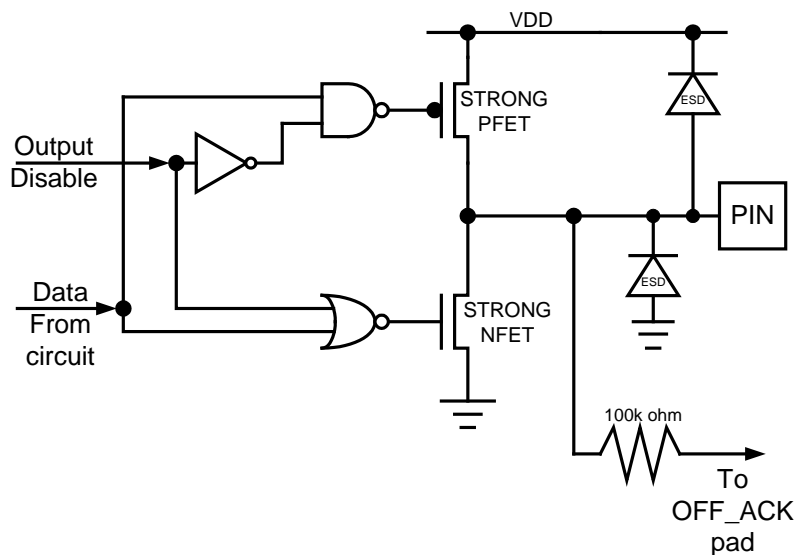 VDD
STRONG
PFET
ESD
Output
Disable
PIN
ESD
Data
From
circuit
STRONG
NFET
100k ohm
To
OFF_ACK
pad